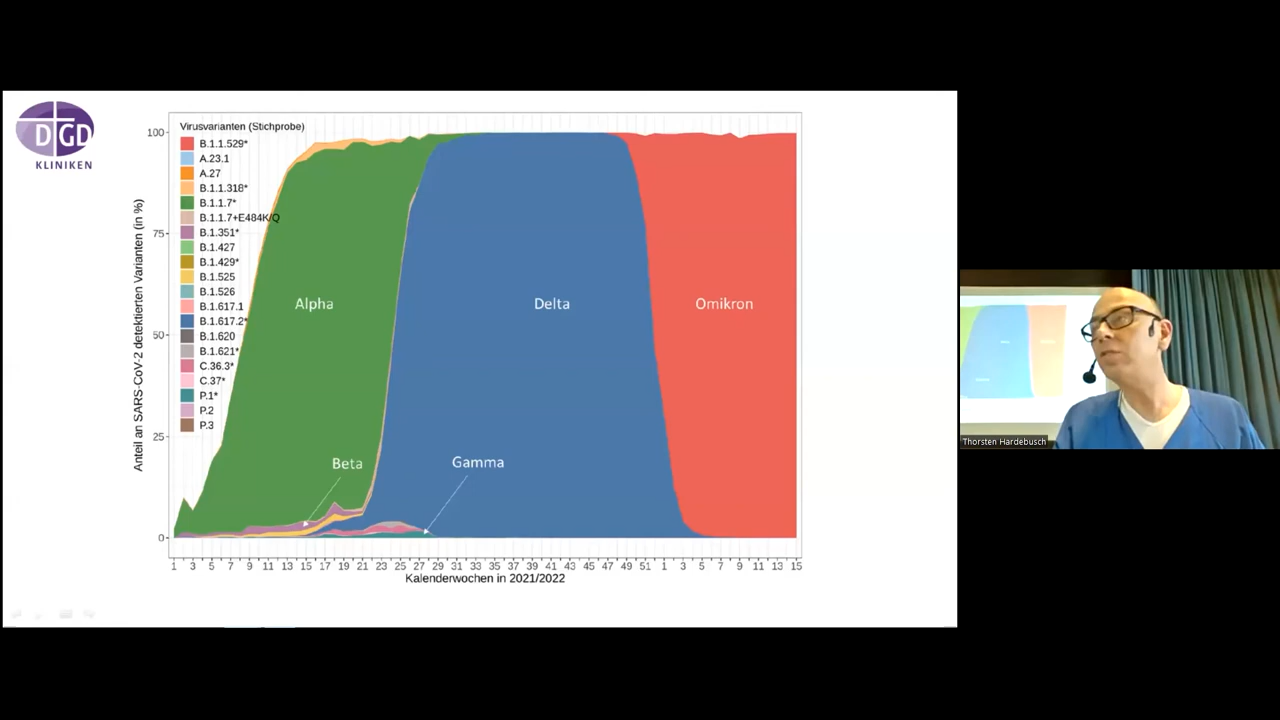 DGD
KLINIKEN
Virusvarianten (Stichprobe)
B.1.1.529*
A.23.1
A.27
B.1.1.318*
B.1.1.7*
B.1.1.7+E484K/Q
B.1.351*
B.1.427
B.1.429*
B.1.525
B.1.526
B.1.617.1
B.1.617.2*
B.1.620
B.1.621*
C.36.3*
C.37*
P.1*
P.2
P.3
Anteil an SARS-CoV-2 detektierten Varianten (in %)
100
75
50
25
0
Alpha
Delta
Omikron
Beta
Gamma
1 3 5 7 9 11 13 15 17 19 21 23 25 27 29 31 33 35 37 39 41 43 45 47 49 51 1 3 5 7 9 11 13 15
Kalenderwochen in 2021/2022
Thorsten Hardebusch